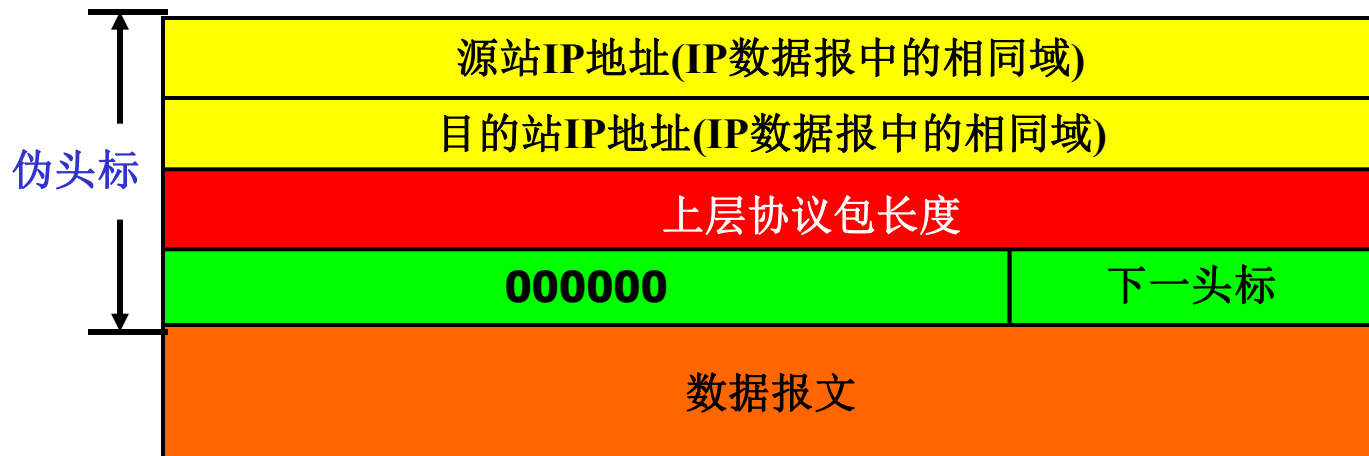 源站IP地址(IP数据报中的相同域)
目的站IP地址(IP数据报中的相同域)
伪头标
上层协议包长度
000000 下一头标
数据报文